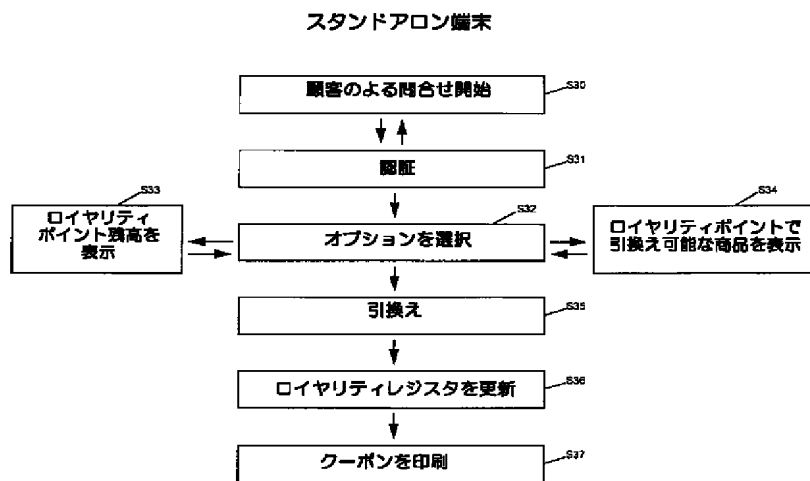 スタンドアロン端末
顧客のよる問合せ開始
S30
認証
S31
S33
ロイヤリティ
ポイント残高を
表示
S32
オプションを選択
S34
ロイヤリティポイントで
引換え可能な商品を表示
引換え
S35
ロイヤリティレジスタを更新
S36
クーポンを印刷
S37